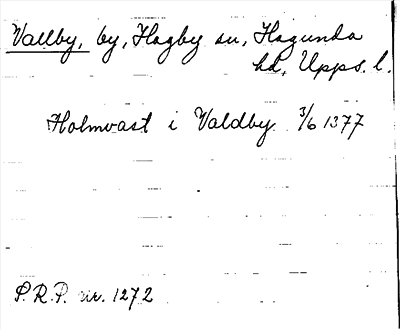 Vallby, by, Hagby sn, Hagunda
hd, Upps. l.
Holmvast i Valdby 3/6 1377
S.R.P. nr. 1272